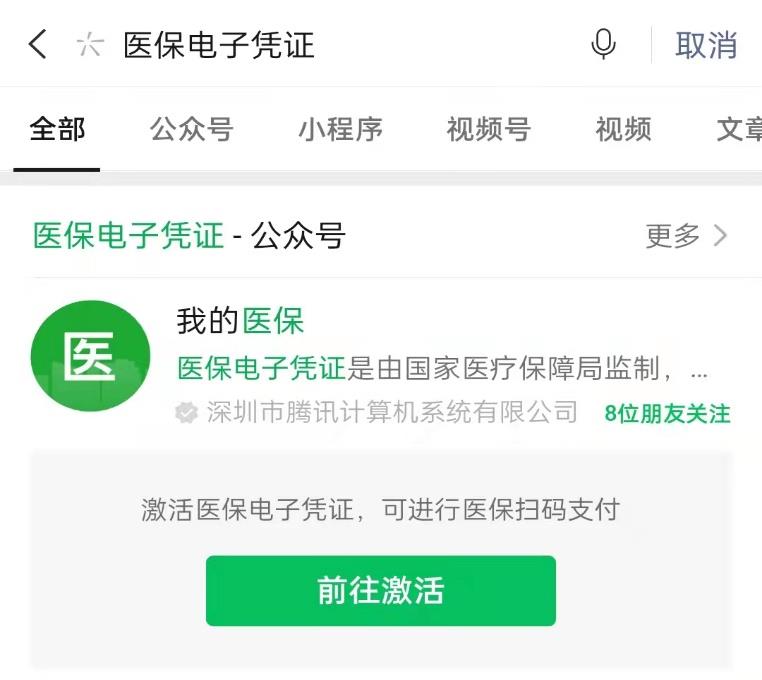 医保电子凭证 取消
全部 公众号 小程序 视频号 视频 文章
医保电子凭证 - 公众号 更多
医 我的医保
医保电子凭证是由国家医疗保障局监制，...
深圳市腾讯计算机系统有限公司 8位朋友关注
激活医保电子凭证，可进行医保扫码支付
前往激活